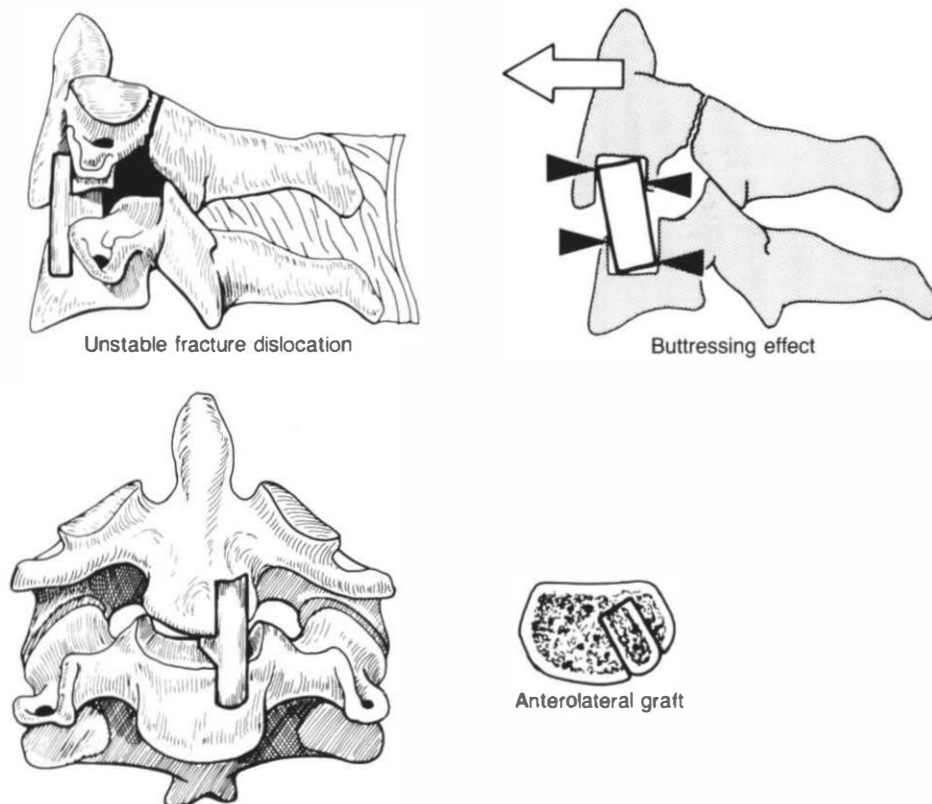 Unstable fracture dislocation
Buttressing effect
Anterolateral graft